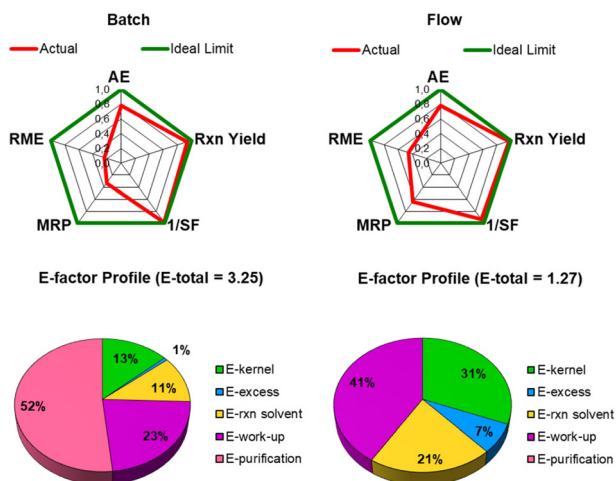 Batch
Flow
Actual
Ideal Limit
Actual
Ideal Limit
AE
1,0
0,8
0,6
0,4
0,2
0,0
RME
Rxn Yield
MRP
1/SF
AE
1,0
0,8
0,6
0,4
0,2
0,0
RME
Rxn Yield
MRP
1/SF
E-factor Profile (E-total = 3.25)
E-factor Profile (E-total = 1.27)
13%
1%
11%
23%
52%
E-kernel
E-excess
E-rxn solvent
E-work-up
E-purification
31%
7%
21%
41%
E-kernel
E-excess
E-rxn solvent
E-work-up
E-purification